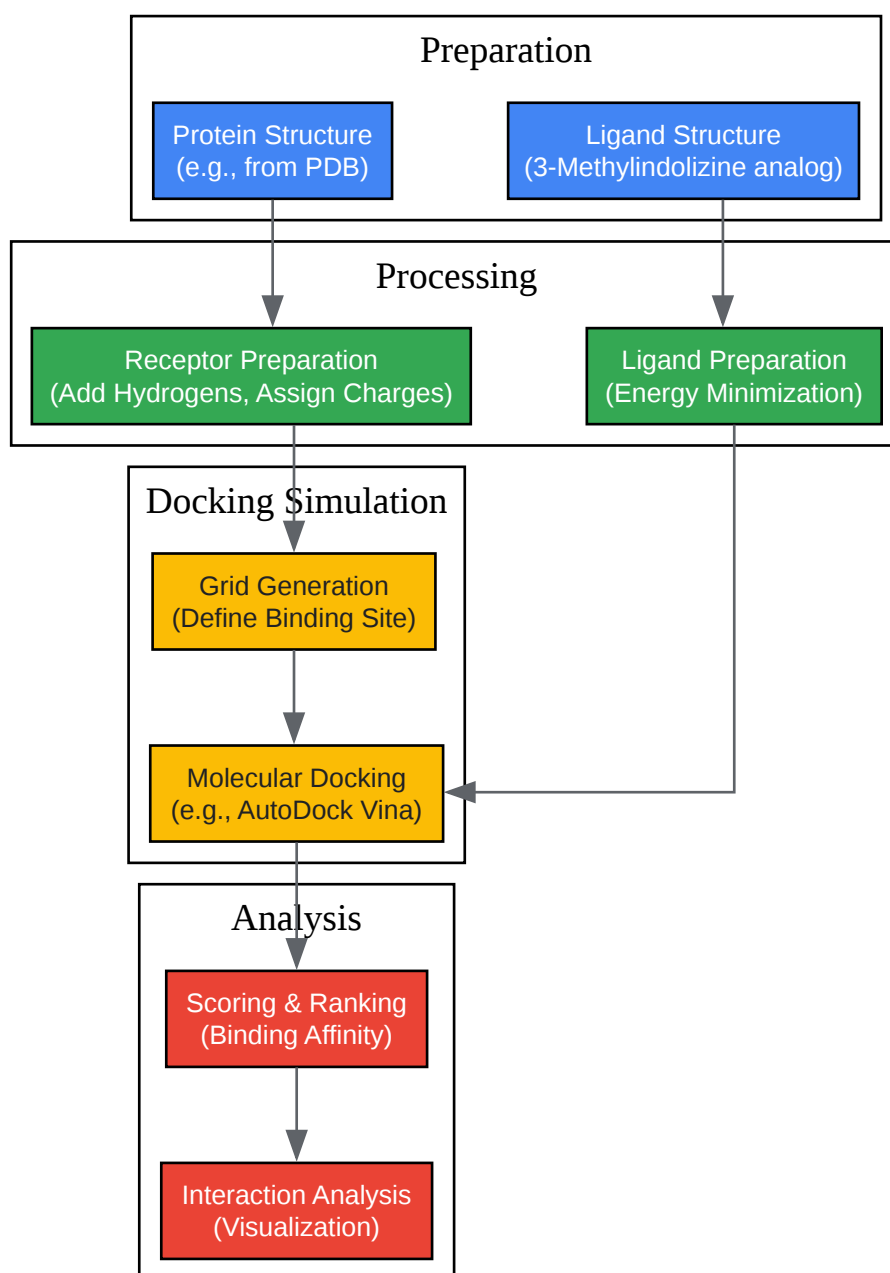 Preparation
Protein Structure
(e.g., from PDB)
Ligand Structure
(3-Methylindolizine analog)
Processing
Receptor Preparation
(Add Hydrogens, Assign Charges)
Ligand Preparation
(Energy Minimization)
Docking Simulation
Grid Generation
(Define Binding Site)
Molecular Docking
(e.g., AutoDock Vina)
Analysis
Scoring & Ranking
(Binding Affinity)
Interaction Analysis
(Visualization)